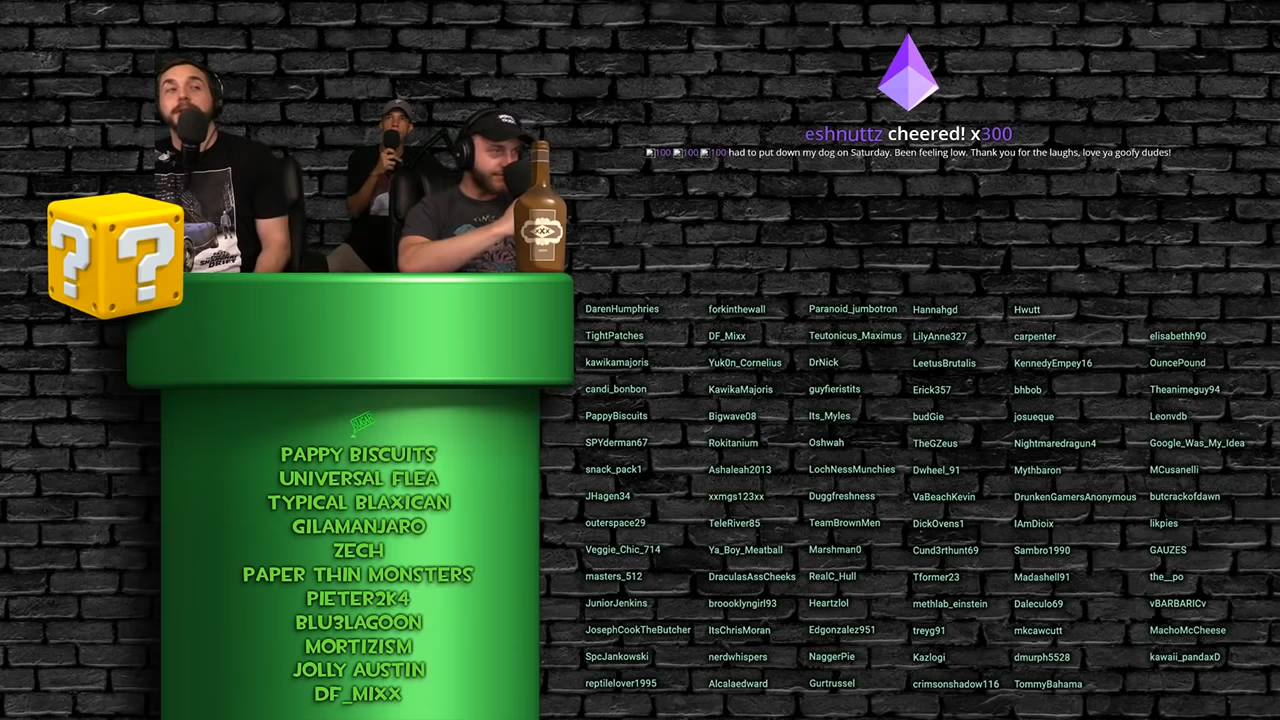 eshnuttz cheered! x300
100 100 100 had to put down my dog on Saturday. Been feeling low. Thank you for the laughs, love ya goofy dudes!
? ?
XXX
PAPPY BISCUITS
UNIVERSAL FLEA
TYPICAL BLAXICAN
GILAMANJARO
ZECH
PAPER THIN MONSTERS
PIETER2K4
BLU3LAGOON
MORTIZISM
JOLLY AUSTIN
DF_MIXX
DarenHumphries forkinthewall Paranoid_jumbotron Hannahgd Hwutt
TightPatches DF_Mixx Teutonicus_Maximus LilyAnne327 carpenter elisabethh90
kawikamajoris Yuk0n_Cornelius DrNick LeetusBrutalis KennedyEmpey16 OuncePound
candi_bonbon KawikaMajoris guyfieristits Erick357 bhbob Theanimeguy94
PappyBiscuits Bigwave08 Its_Myles budGie josueque Leonvdb
SPYderman67 Rokitanium Oshwah TheGZeus Nightmaredragun4 Google_Was_My_Idea
snack_pack1 Ashaleah2013 LochNessMunchies Dwheel_91 Mythbaron MCusanelli
JHagen34 xxmgs123xx Duggfreshness VaBeachKevin DrunkenGamersAnonymous butcrackofdawn
outerspace29 TeleRiver85 TeamBrownMen DickOvens1 IAmDioix likpies
Veggie_Chic_714 Ya_Boy_Meatball Marshman0 Cund3rthunt69 Sambro1990 GAUZES
masters_512 DraculasAssCheeks RealC_Hull Tformer23 Madashell91 the__po
JuniorJenkins broooklyngirl93 Heartzlol methlab_einstein Daleculo69 vBARBARICv
JosephCookTheButcher ItsChrisMoran Edgonzalez951 treyg91 mkcawcutt MachoMcCheese
SpcJankowski nerdwhispers NaggerPie Kazlogi dmurph5528 kawaii_pandaxD
reptilelover1995 Alcalaedward Gurtrussel crimsonshadow116 TommyBahama